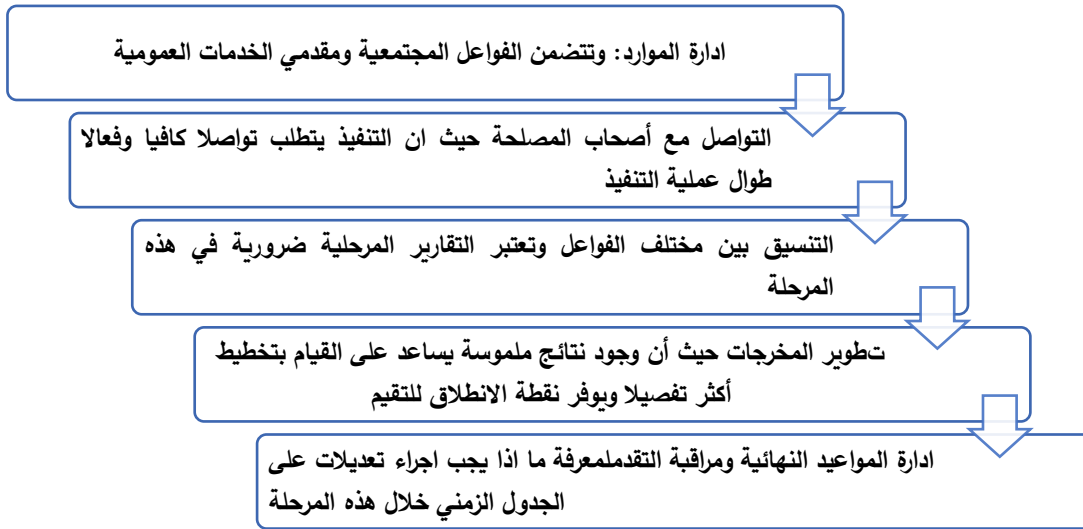 ادارة الموارد: وتتضمن الفواعل المجتمعية ومقدمي الخدمات العمومية
التواصل مع أصحاب المصلحة حيث ان التنفيذ يتطلب تواصلا كافيا وفعالا
طوال عملية التنفيذ
التنسيق بين مختلف الفواعل وتعتبر التقارير المرحلية ضرورية في هذه
المرحلة
تطوير المخرجات حيث أن وجود نتائج ملموسة يساعد على القيام بتخطيط
أكثر تفصيلا ويوفر نقطة الانطلاق للتقيم
ادارة المواعيد النهائية ومراقبة التقدملمعرفة ما اذا يجب اجراء تعديلات على
الجدول الزمني خلال هذه المرحلة